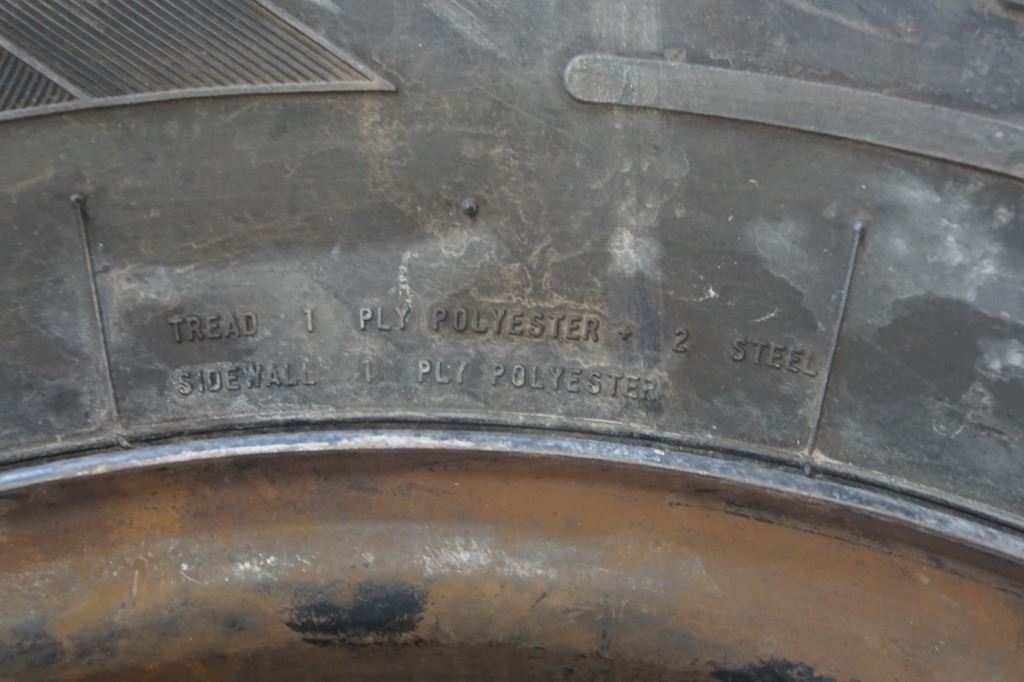 TREAD 1 PLY POLYESTER + 2 STEEL
SIDEWALL 1 PLY POLYESTER